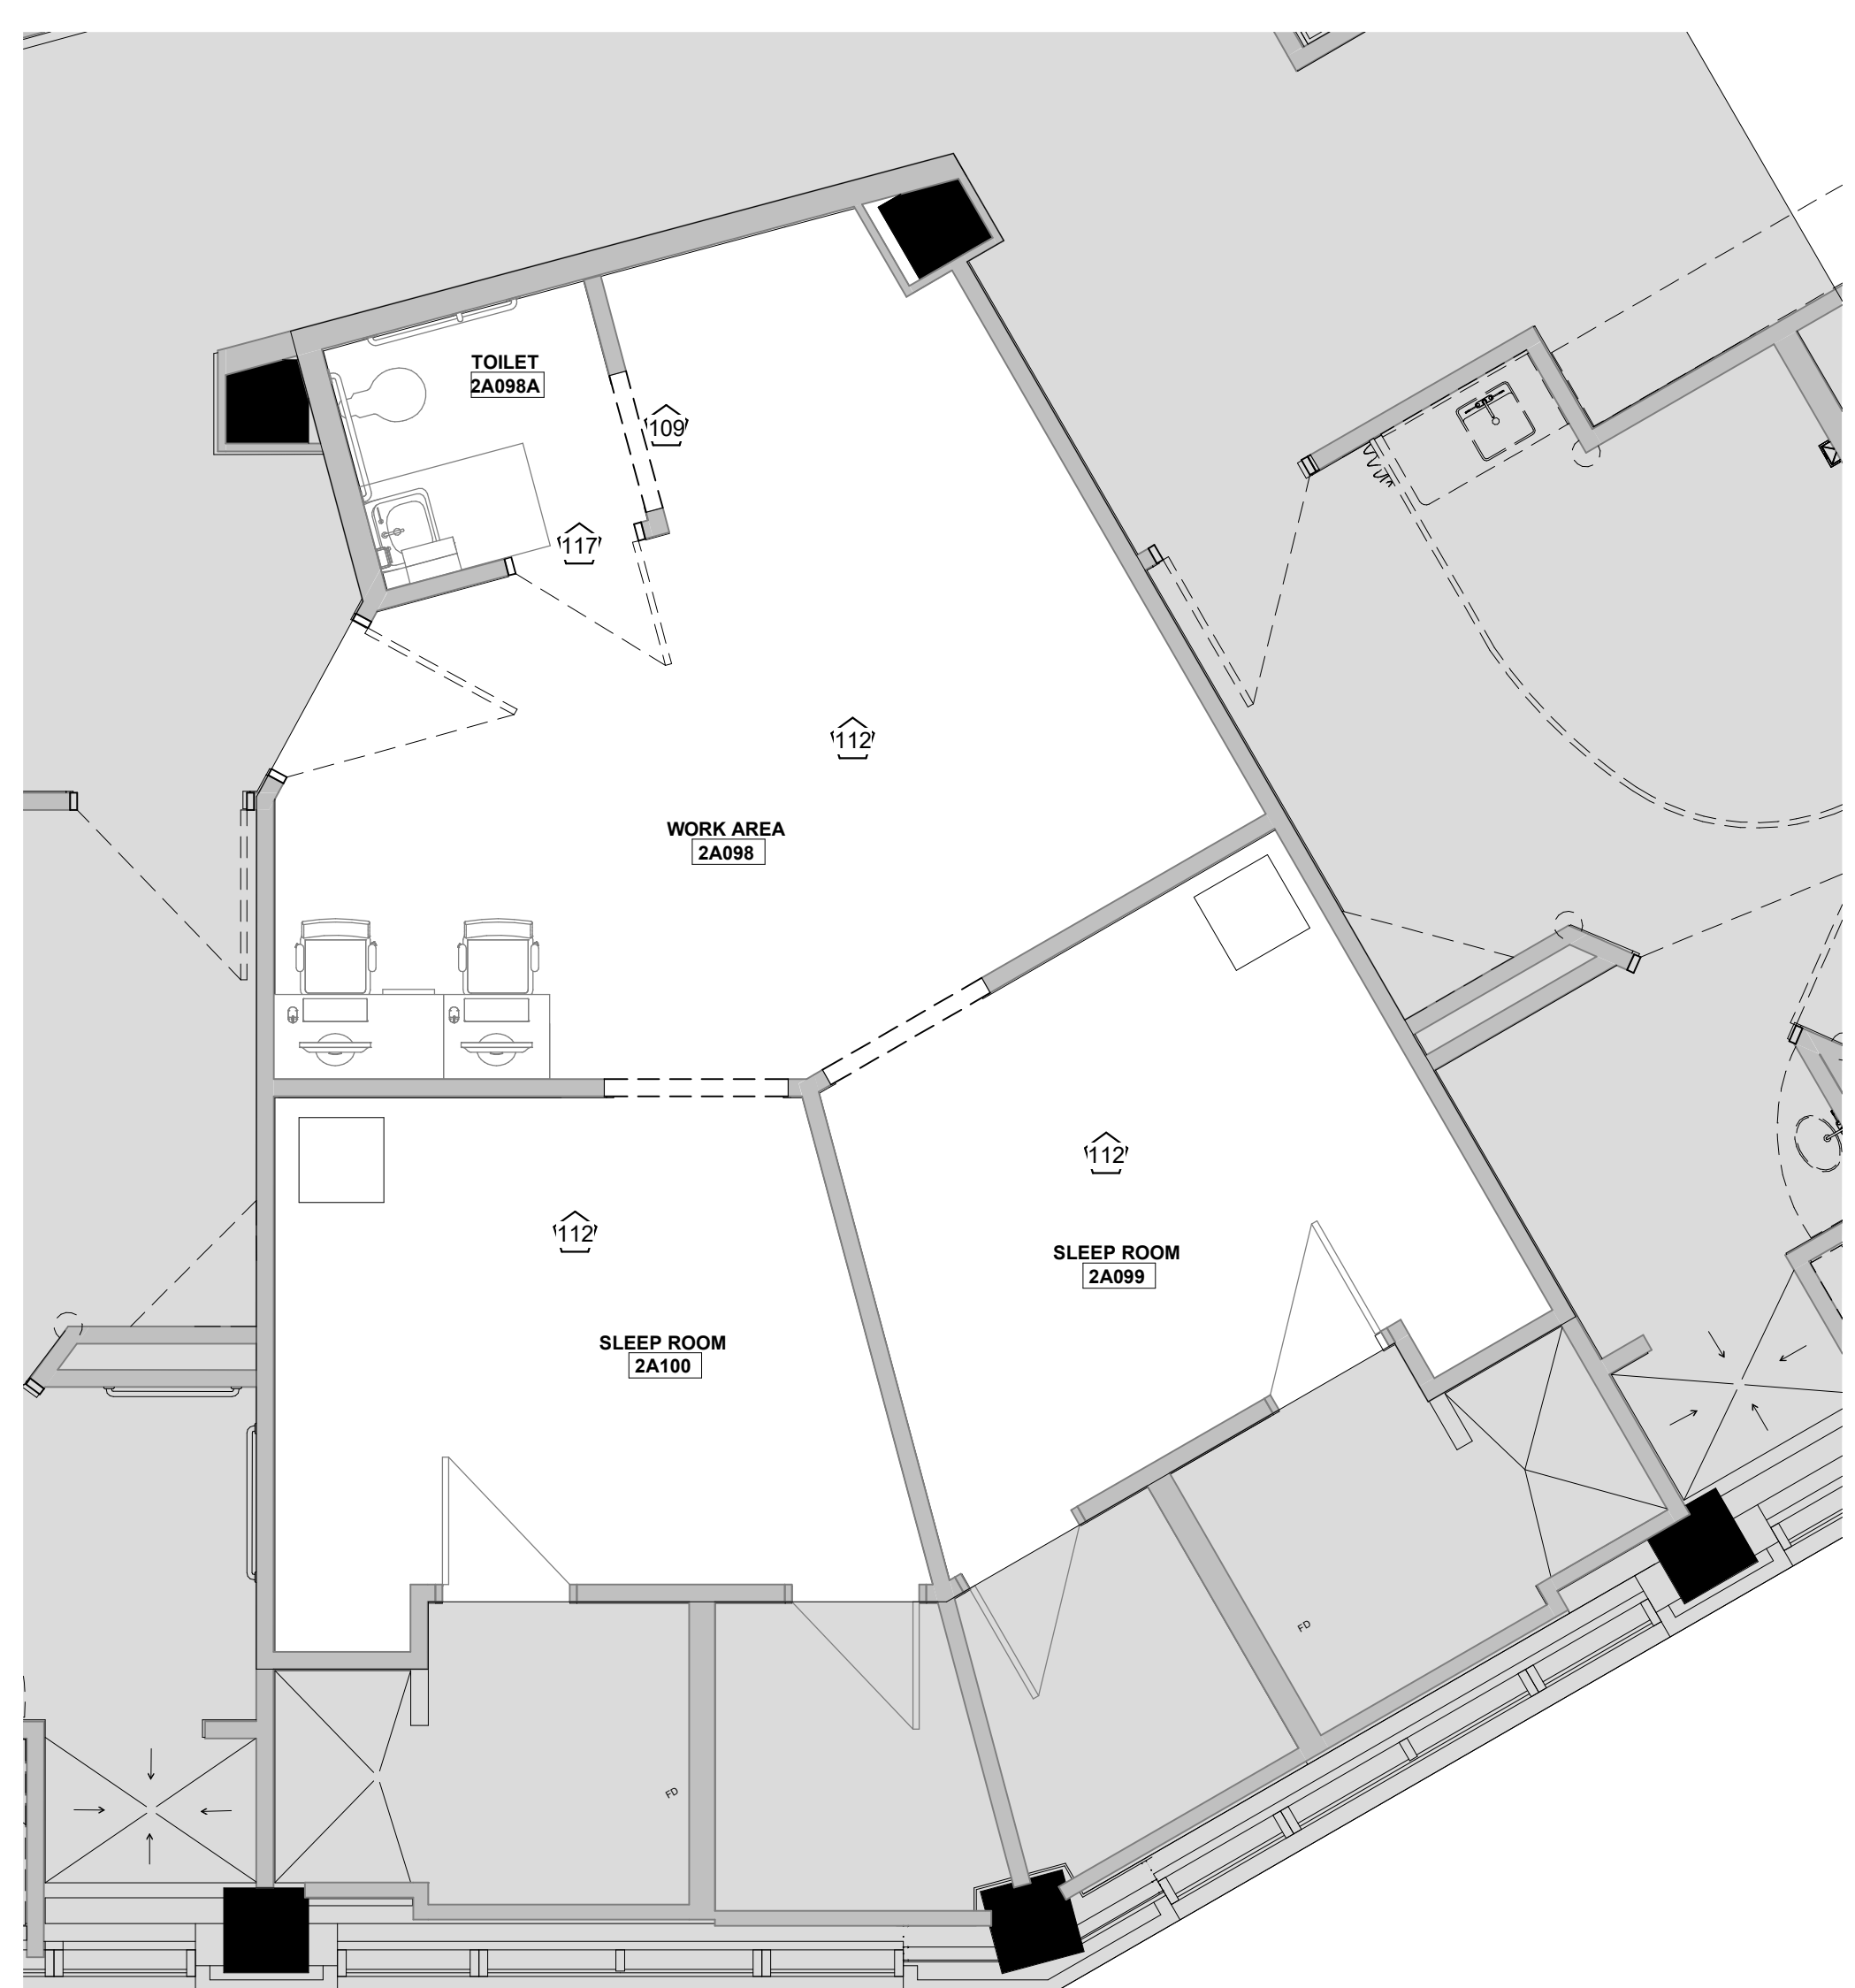 TOILET
2A098A
109
117
112
WORK AREA
2A098
112
112
SLEEP ROOM
2A099
SLEEP ROOM
2A100
FD
FD